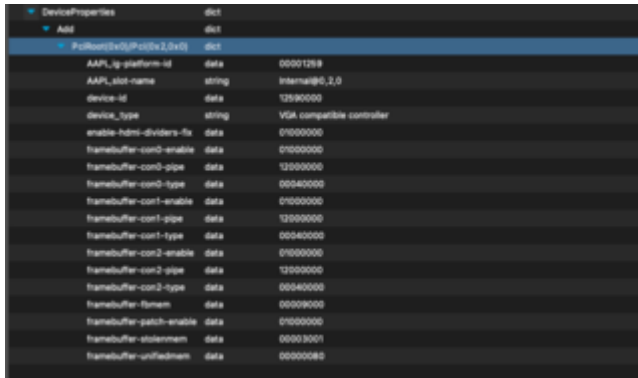 DeviceProperties dict
Add dict
PciRoot(0x0)/Pci(0x2,0x0) dict
AAPL,ig-platform-id data 00001259
AAPL,slot-name string Internal@0,2,0
device-id data 12590000
device_type string VGA compatible controller
enable-hdmi-dividers-fix data 01000000
framebuffer-con0-enable data 01000000
framebuffer-con0-pipe data 12000000
framebuffer-con0-type data 00040000
framebuffer-con1-enable data 01000000
framebuffer-con1-pipe data 12000000
framebuffer-con1-type data 00040000
framebuffer-con2-enable data 01000000
framebuffer-con2-pipe data 12000000
framebuffer-con2-type data 00040000
framebuffer-fbmem data 00009000
framebuffer-patch-enable data 01000000
framebuffer-stolenmem data 00003001
framebuffer-unifiedmem data 00000080